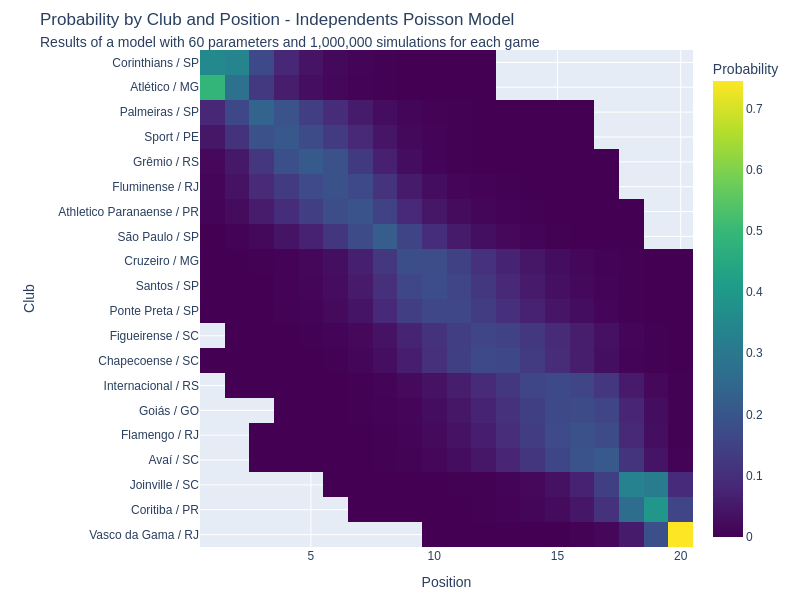 Probability by Club and Position - Independents Poisson Model
Results of a model with 60 parameters and 1,000,000 simulations for each game
Corinthians / SP
Atlético / MG
Palmeiras / SP
Sport / PE
Grêmio / RS
Fluminense / RJ
Athletico Paranaense / PR
São Paulo / SP
Cruzeiro / MG
Santos / SP
Ponte Preta / SP
Figueirense / SC
Chapecoense / SC
Internacional / RS
Goiás / GO
Flamengo / RJ
Avaí / SC
Joinville / SC
Coritiba / PR
Vasco da Gama / RJ
Club
5 10 15 20
Position
Probability
0.7
0.6
0.5
0.4
0.3
0.2
0.1
0